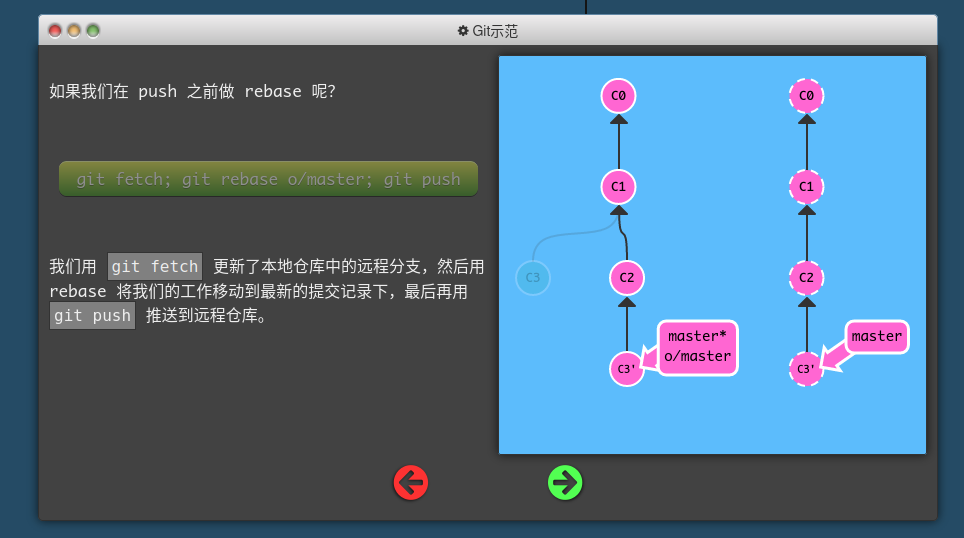 Git示范
如果我们在 push 之前做 rebase 呢？
git fetch; git rebase o/master; git push
我们用 git fetch 更新了本地仓库中的远程分支，然后用
rebase 将我们的工作移动到最新的提交记录下，最后再用
git push 推送到远程仓库。
C0
C0
C1
C1
C3
C2
C2
master*
o/master
master
C3'
C3'